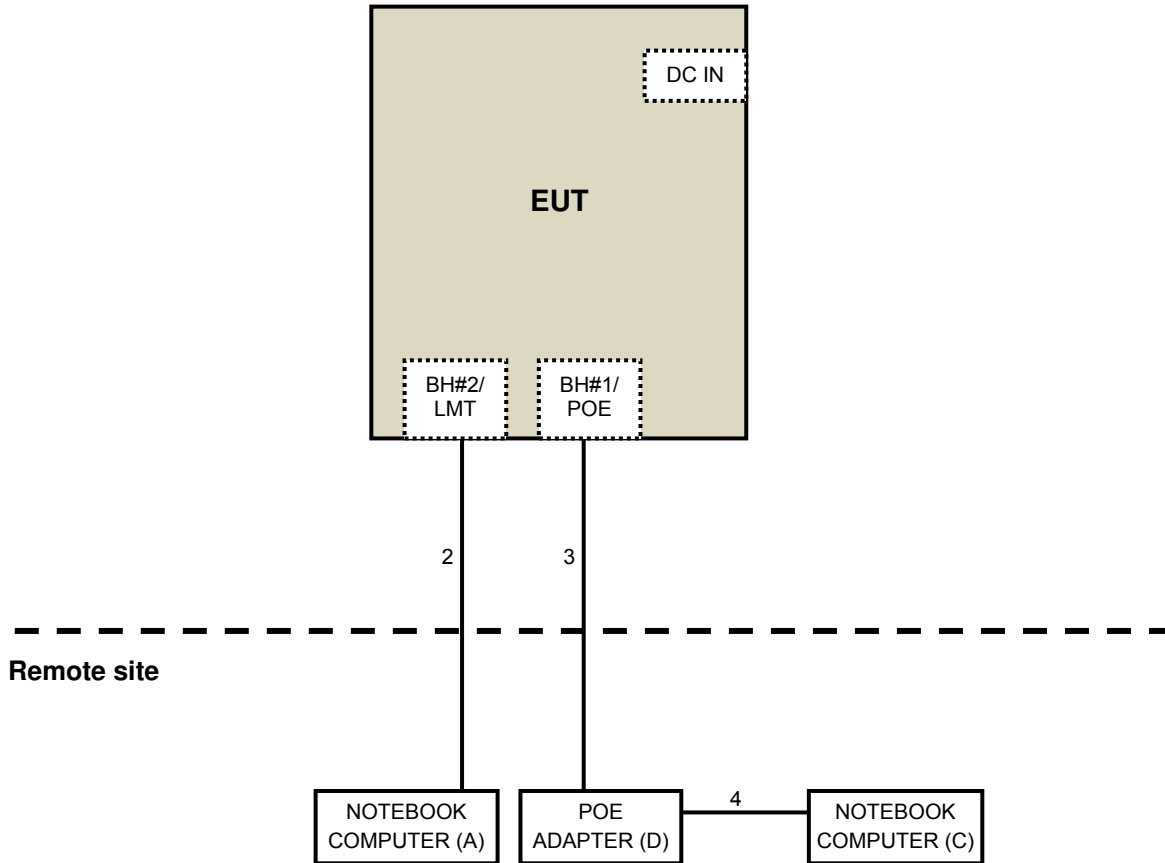 DC IN
EUT
BH#2/
LMT
BH#1/
POE
2
3
Remote site
NOTEBOOK
COMPUTER (A)
POE
ADAPTER (D)
4
NOTEBOOK
COMPUTER (C)